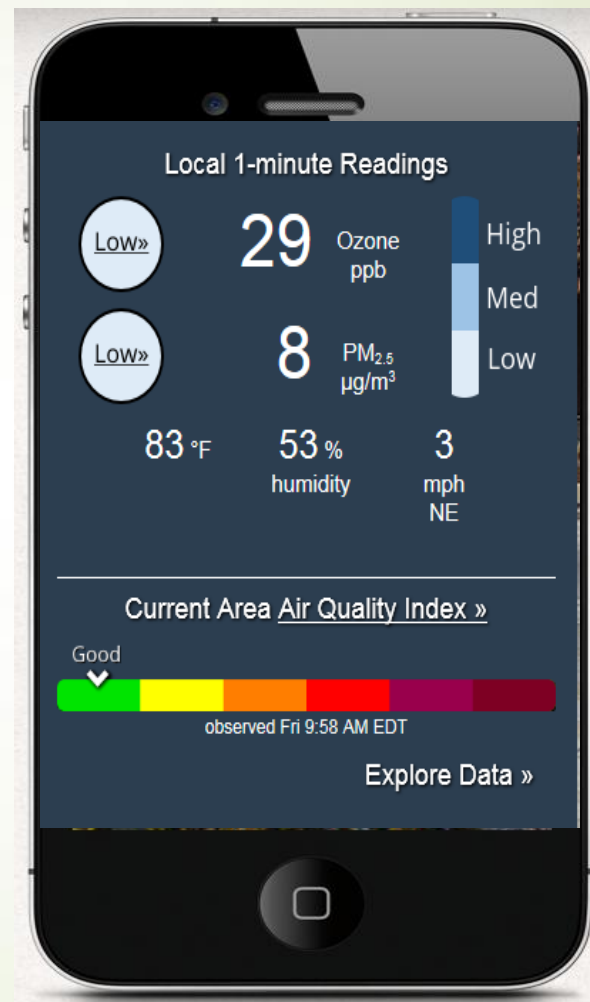 Local 1-minute Readings
Low» 29 Ozone ppb High
Med
Low» 8 PM2.5 µg/m³ Low
83 °F 53 % 3
humidity mph
NE
Current Area Air Quality Index »
Good
observed Fri 9:58 AM EDT
Explore Data »